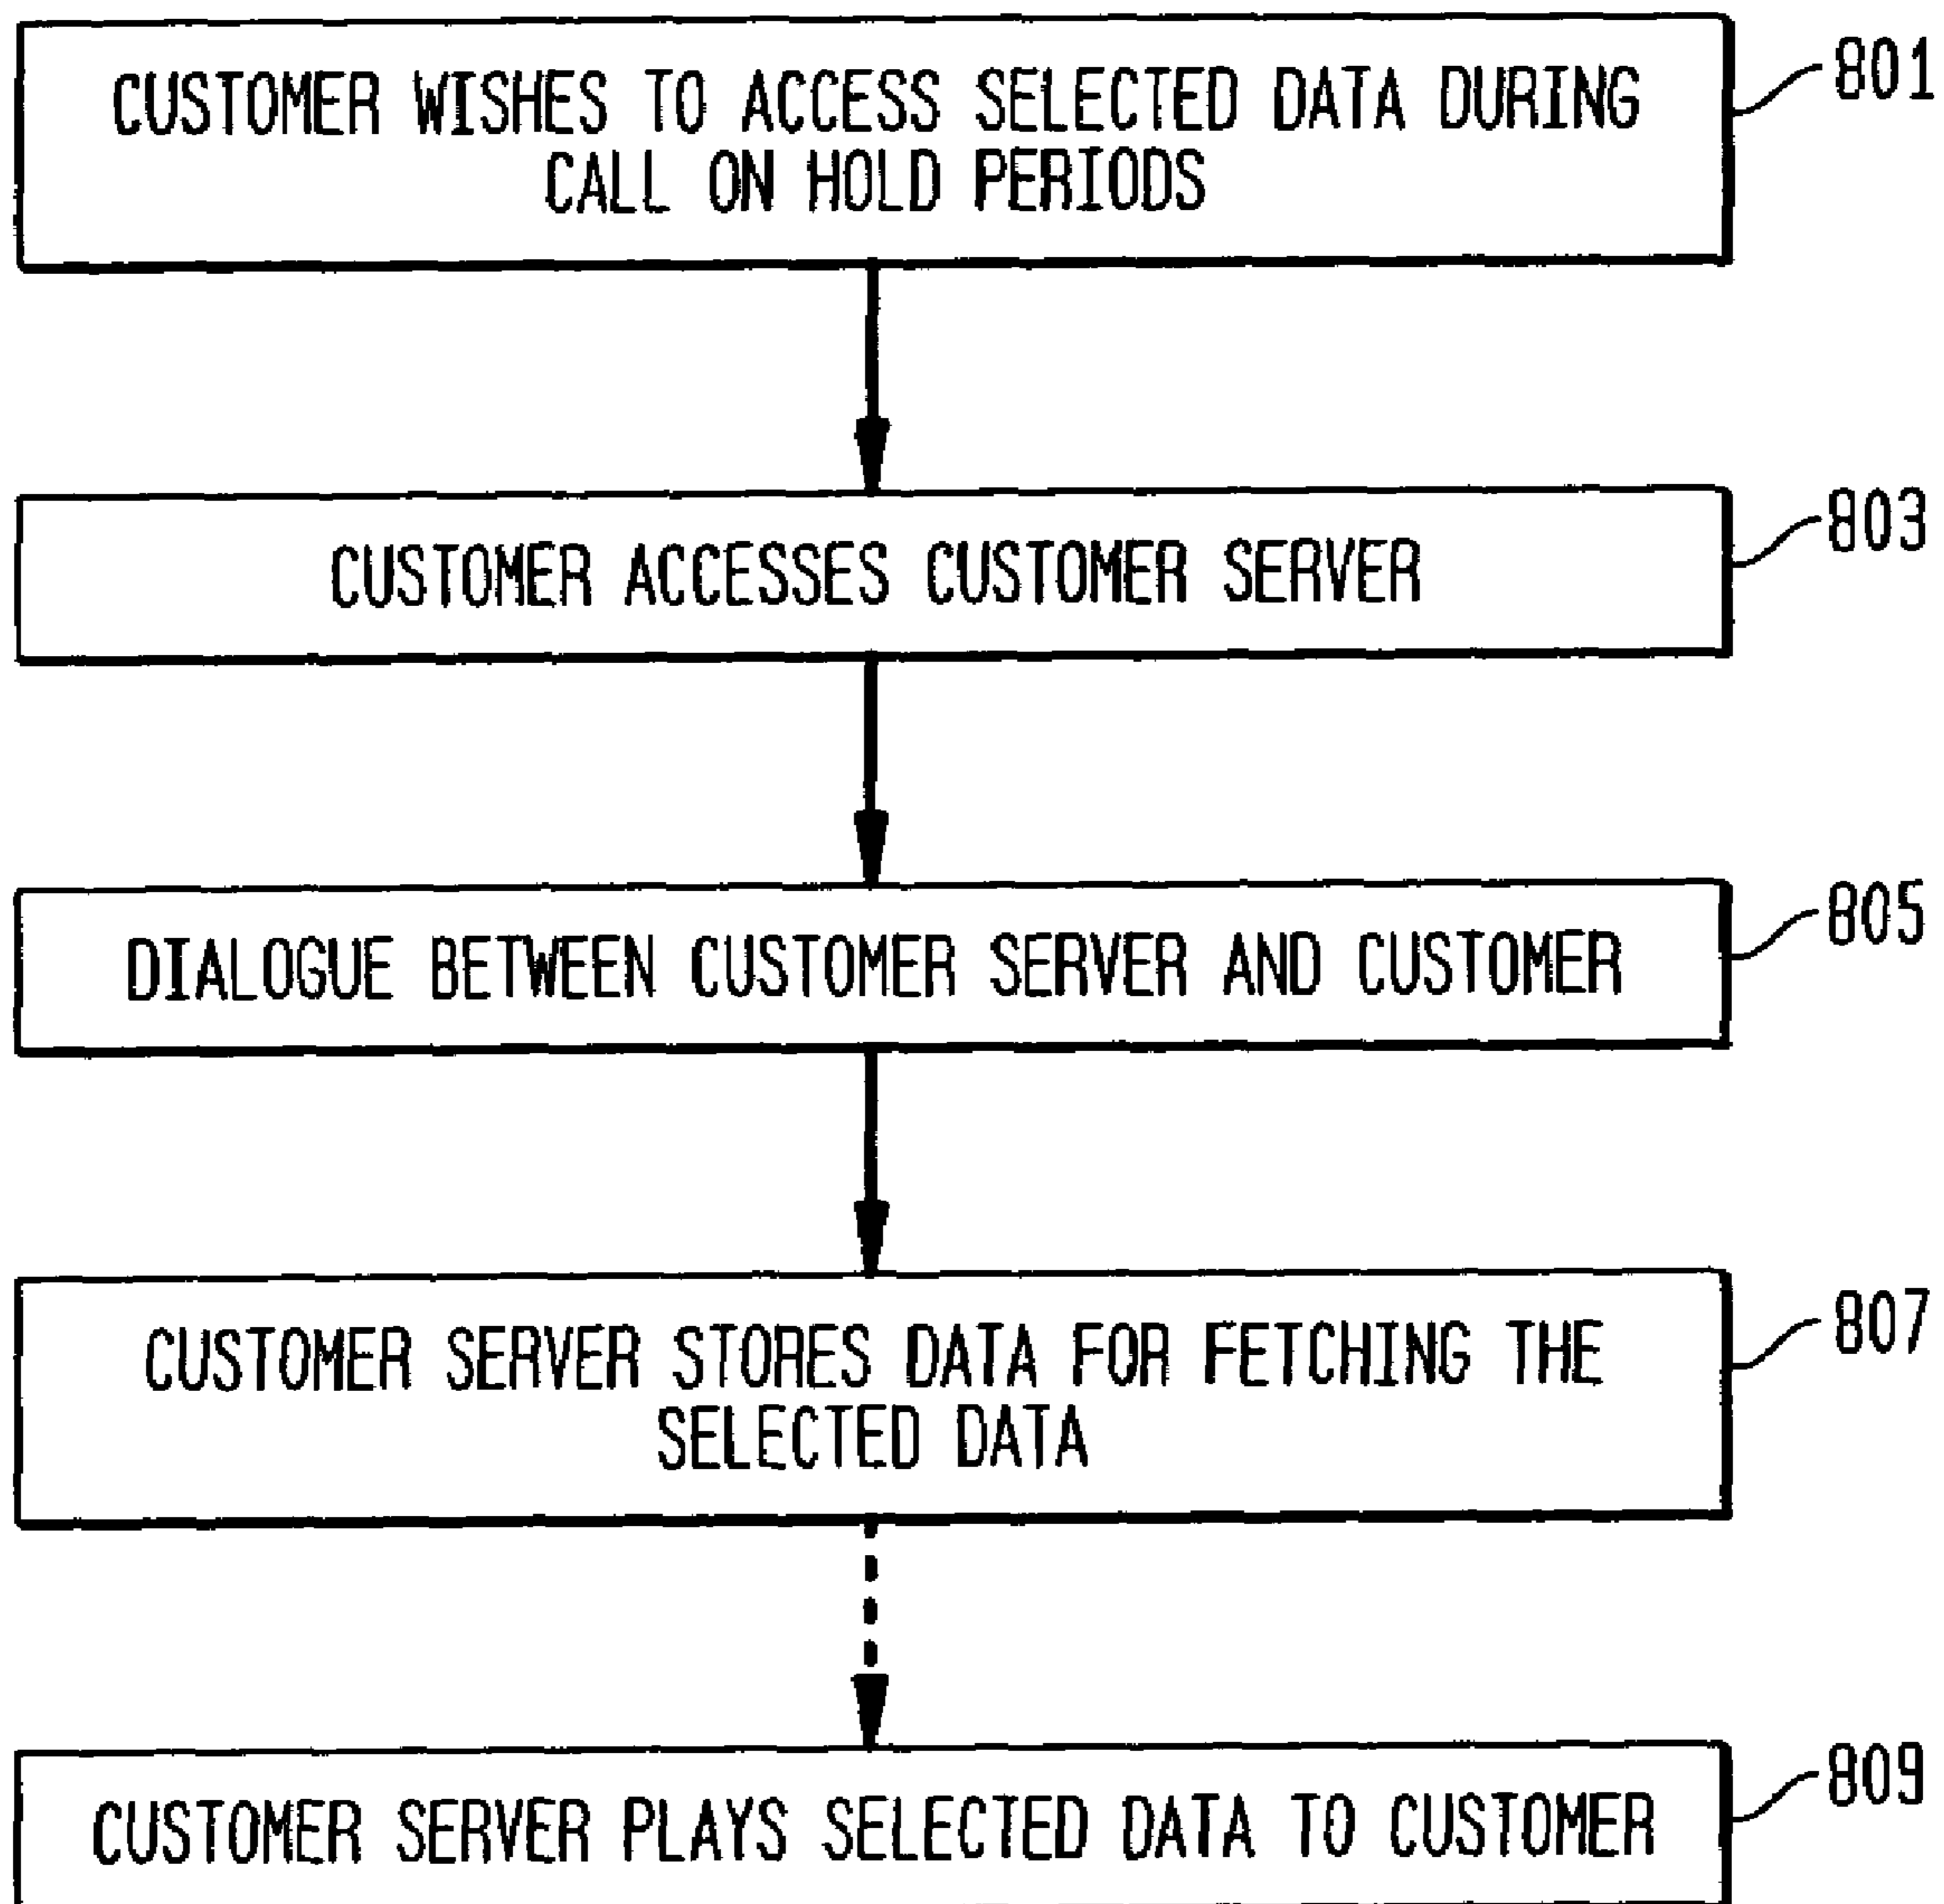 CUSTOMER WISHES TO ACCESS SELECTED DATA DURING
CALL ON HOLD PERIODS
801
CUSTOMER ACCESSES CUSTOMER SERVER
803
DIALOGUE BETWEEN CUSTOMER SERVER AND CUSTOMER
805
CUSTOMER SERVER STORES DATA FOR FETCHING THE
SELECTED DATA
807
CUSTOMER SERVER PLAYS SELECTED DATA TO CUSTOMER
809